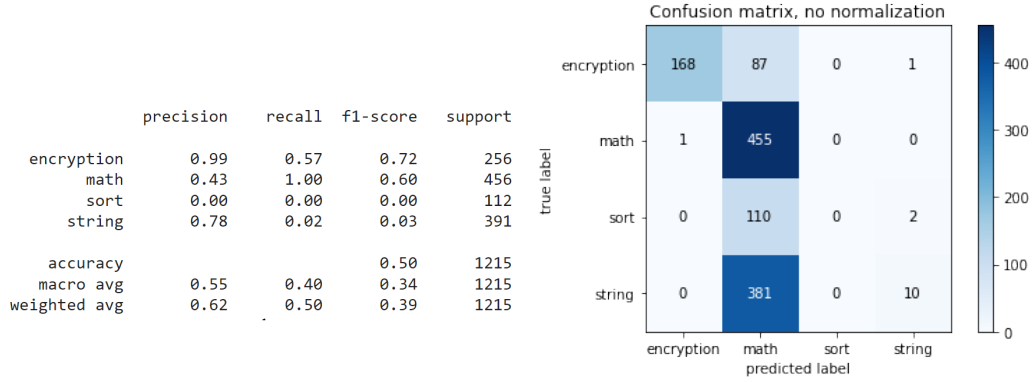 precision recall f1-score support
encryption 0.99 0.57 0.72 256
math 0.43 1.00 0.60 456
sort 0.00 0.00 0.00 112
string 0.78 0.02 0.03 391
accuracy 0.50 1215
macro avg 0.55 0.40 0.34 1215
weighted avg 0.62 0.50 0.39 1215
Confusion matrix, no normalization
true label
encryption 168 87 0 1
math 1 455 0 0
sort 0 110 0 2
string 0 381 0 10
encryption math sort string
predicted label
400
300
200
100
0